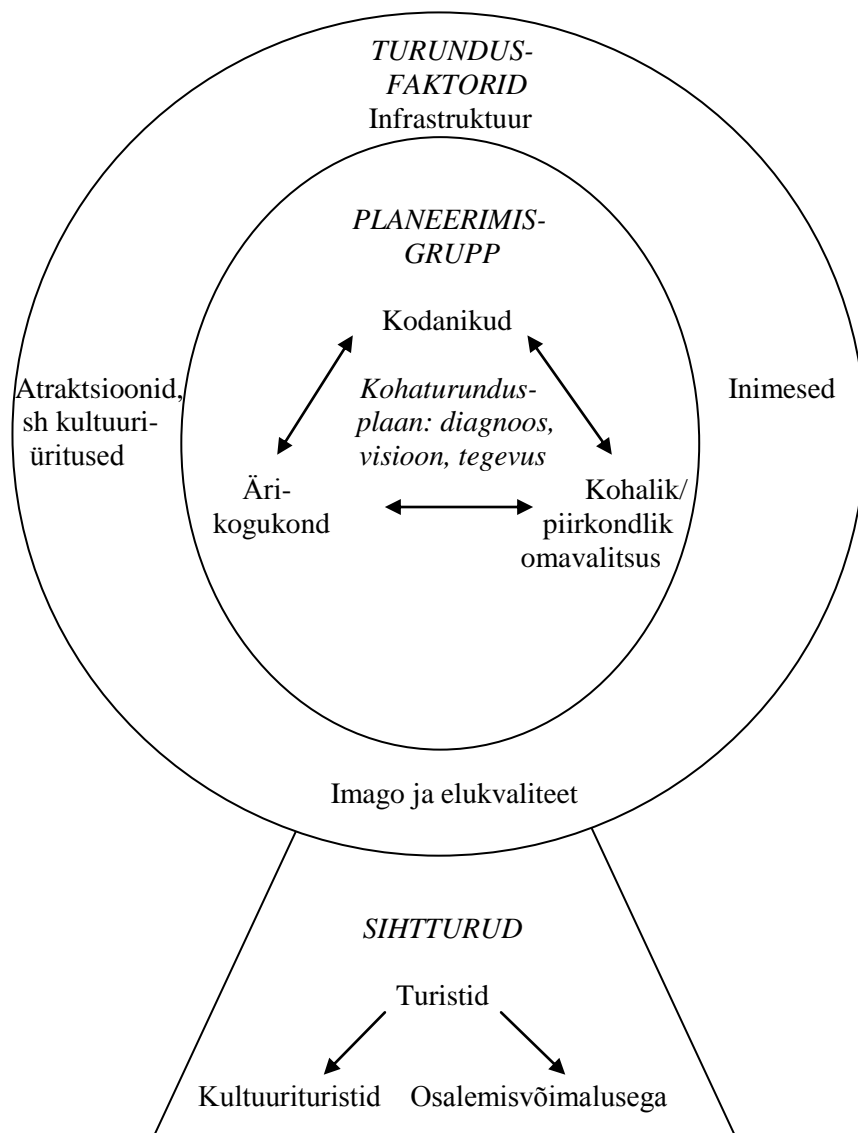 TURUNDUS-
FAKTORID
Infrastruktuur
PLANEERIMIS-
GRUPP
Kodanikud
Atraktsioonid,
sh kultuuri-
üritused
Kohaturundus-
plaan: diagnoos,
visioon, tegevus
Inimesed
Äri-
kogukond
Kohalik/
piirkondlik
omavalitsus
Imago ja elukvaliteet
SIHTTURUD
Turistid
Kultuurituristid
Osalemisvõimalusega